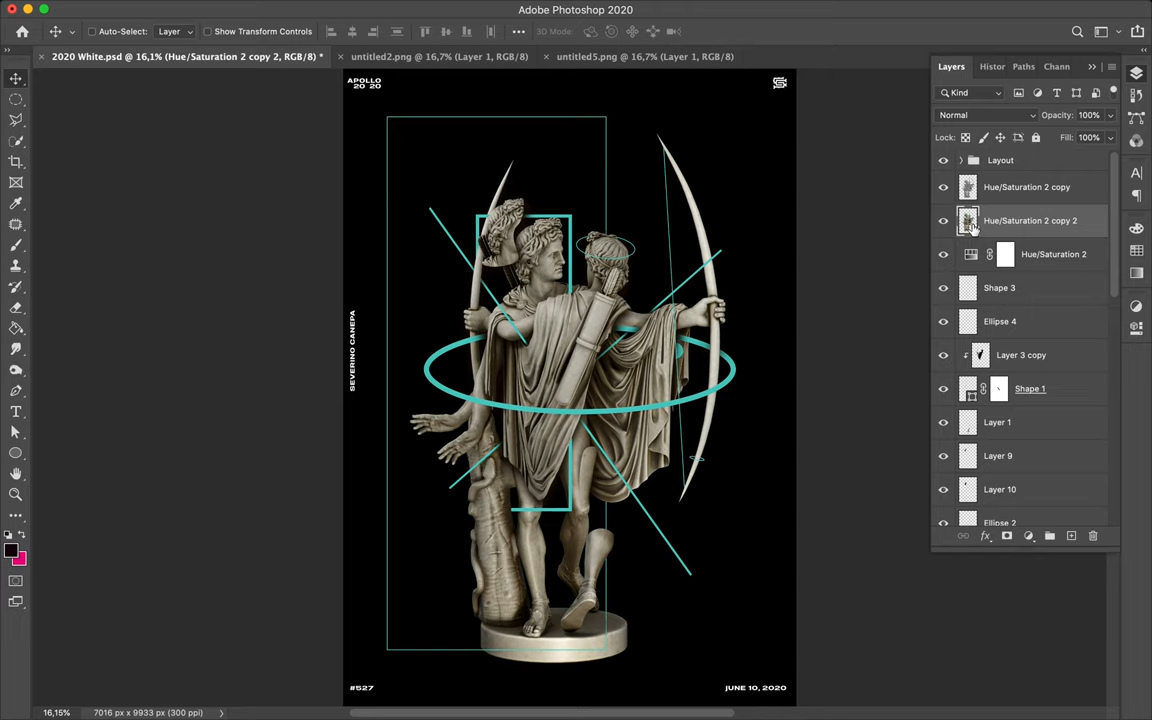 Adobe Photoshop 2020
Auto-Select: Layer Show Transform Controls 3D Mode:
2020 White.psd @ 16,1% (Hue/Saturation 2 copy 2, RGB/8) *
untitled2.png @ 16,7% (Layer 1, RGB/8)
untitled5.png @ 16,7% (Layer 1, RGB/8)
Layers Histor Paths Chann
Kind
Normal Opacity: 100%
Lock: Fill: 100%
Layout
Hue/Saturation 2 copy
Hue/Saturation 2 copy 2
Hue/Saturation 2
Shape 3
Ellipse 4
Layer 3 copy
Shape 1
Layer 1
Layer 9
Layer 10
Ellipse 2
APOLLO
20 20
SEVERINO CANEPA
#527
JUNE 10, 2020
16,15% 7016 px x 9933 px (300 ppi)